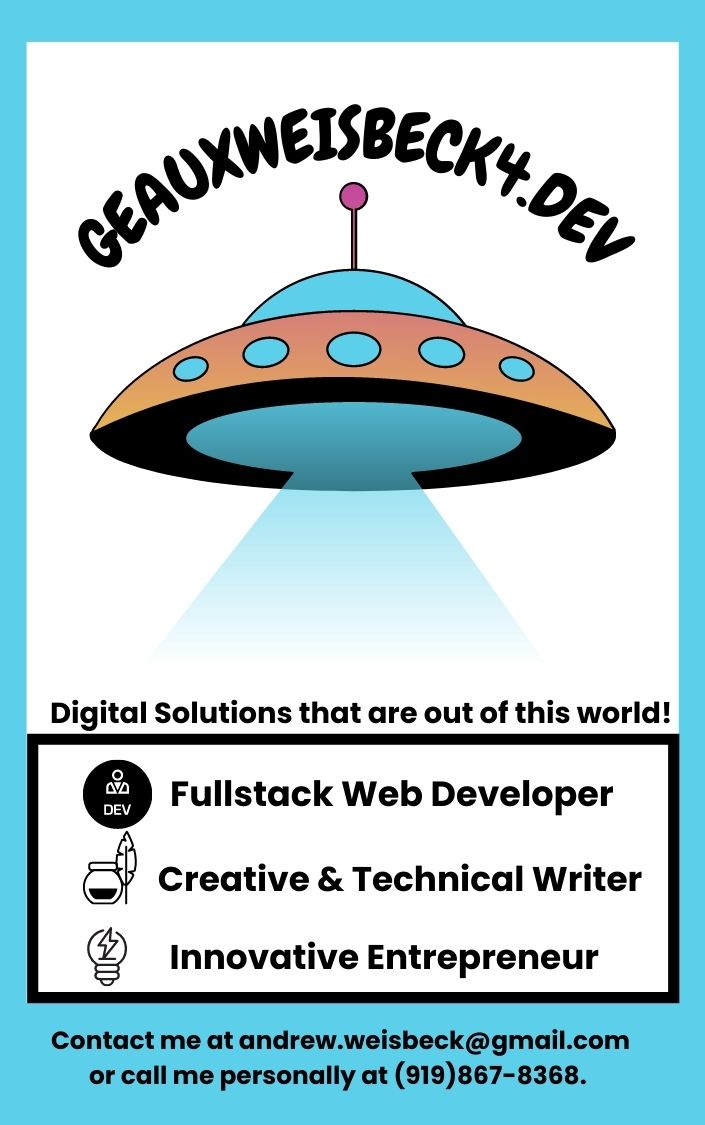 GEAUXWEISBECK4.DEV
Digital Solutions that are out of this world!
DEV
Fullstack Web Developer
Creative & Technical Writer
Innovative Entrepreneur
Contact me at andrew.weisbeck@gmail.com
or call me personally at (919)867-8368.